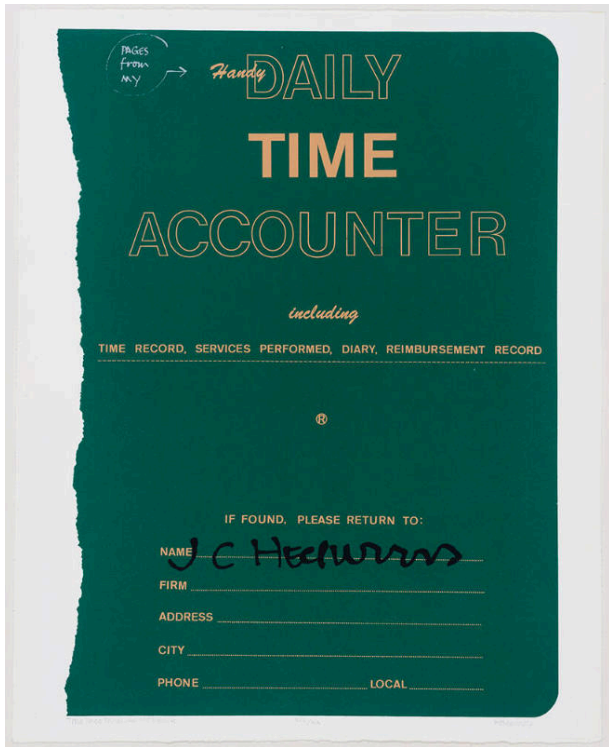 PAGES
from
MY
Handy DAILY
TIME
ACCOUNTER
including
TIME RECORD, SERVICES PERFORMED, DIARY, REIMBURSEMENT RECORD
®
IF FOUND, PLEASE RETURN TO:
NAME J C
FIRM
ADDRESS
CITY
PHONE LOCAL